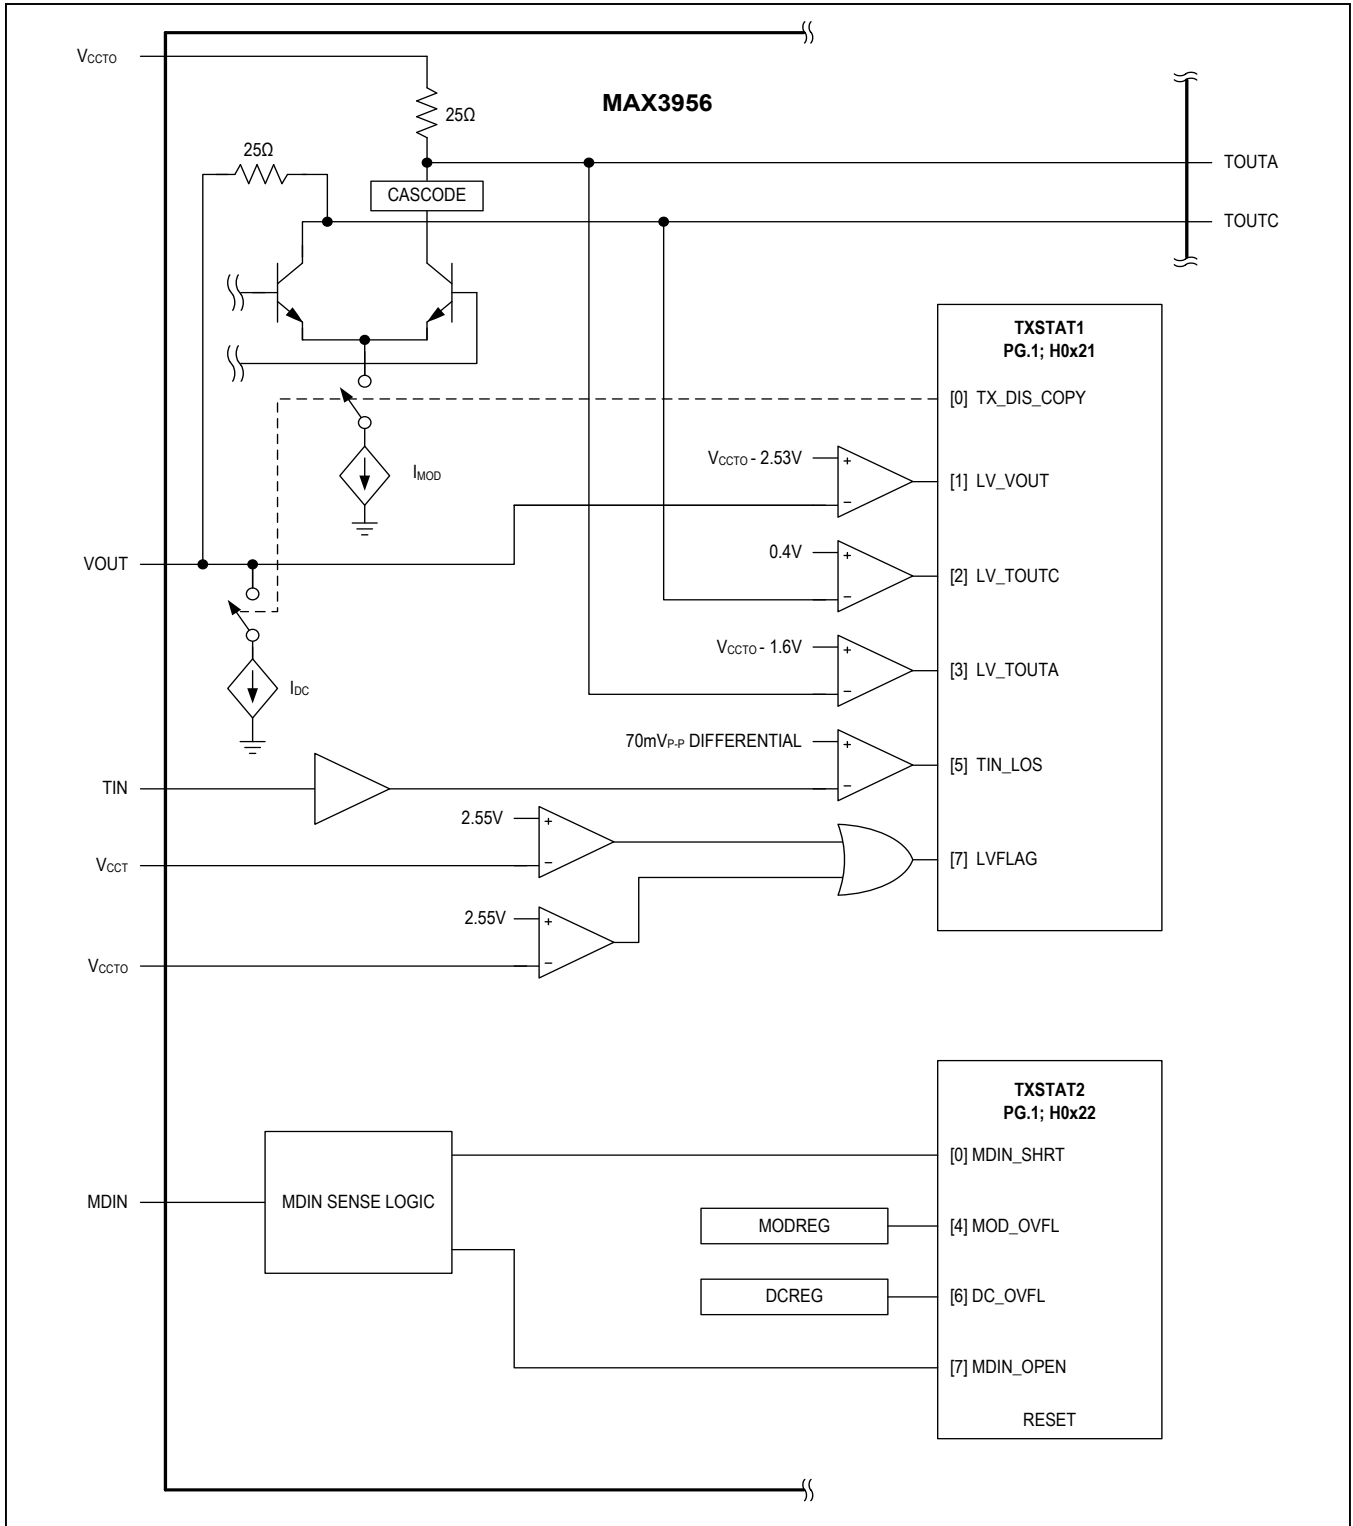 VCCTO
MAX3956
25Ω
25Ω
TOUTA
CASCODE
TOUTC
TXSTAT1
PG.1; H0x21
[0] TX_DIS_COPY
VCCTO - 2.53V
+
−
[1] LV_VOUT
IMOD
VOUT
0.4V
+
−
[2] LV_TOUTC
VCCTO - 1.6V
+
−
[3] LV_TOUTA
IDC
70mVP-P DIFFERENTIAL
+
−
[5] TIN_LOS
TIN
2.55V
+
−
VCCT
[7] LVFLAG
2.55V
+
−
VCCTO
TXSTAT2
PG.1; H0x22
[0] MDIN_SHRT
MDIN
MDIN SENSE LOGIC
MODREG
[4] MOD_OVFL
DCREG
[6] DC_OVFL
[7] MDIN_OPEN
RESET